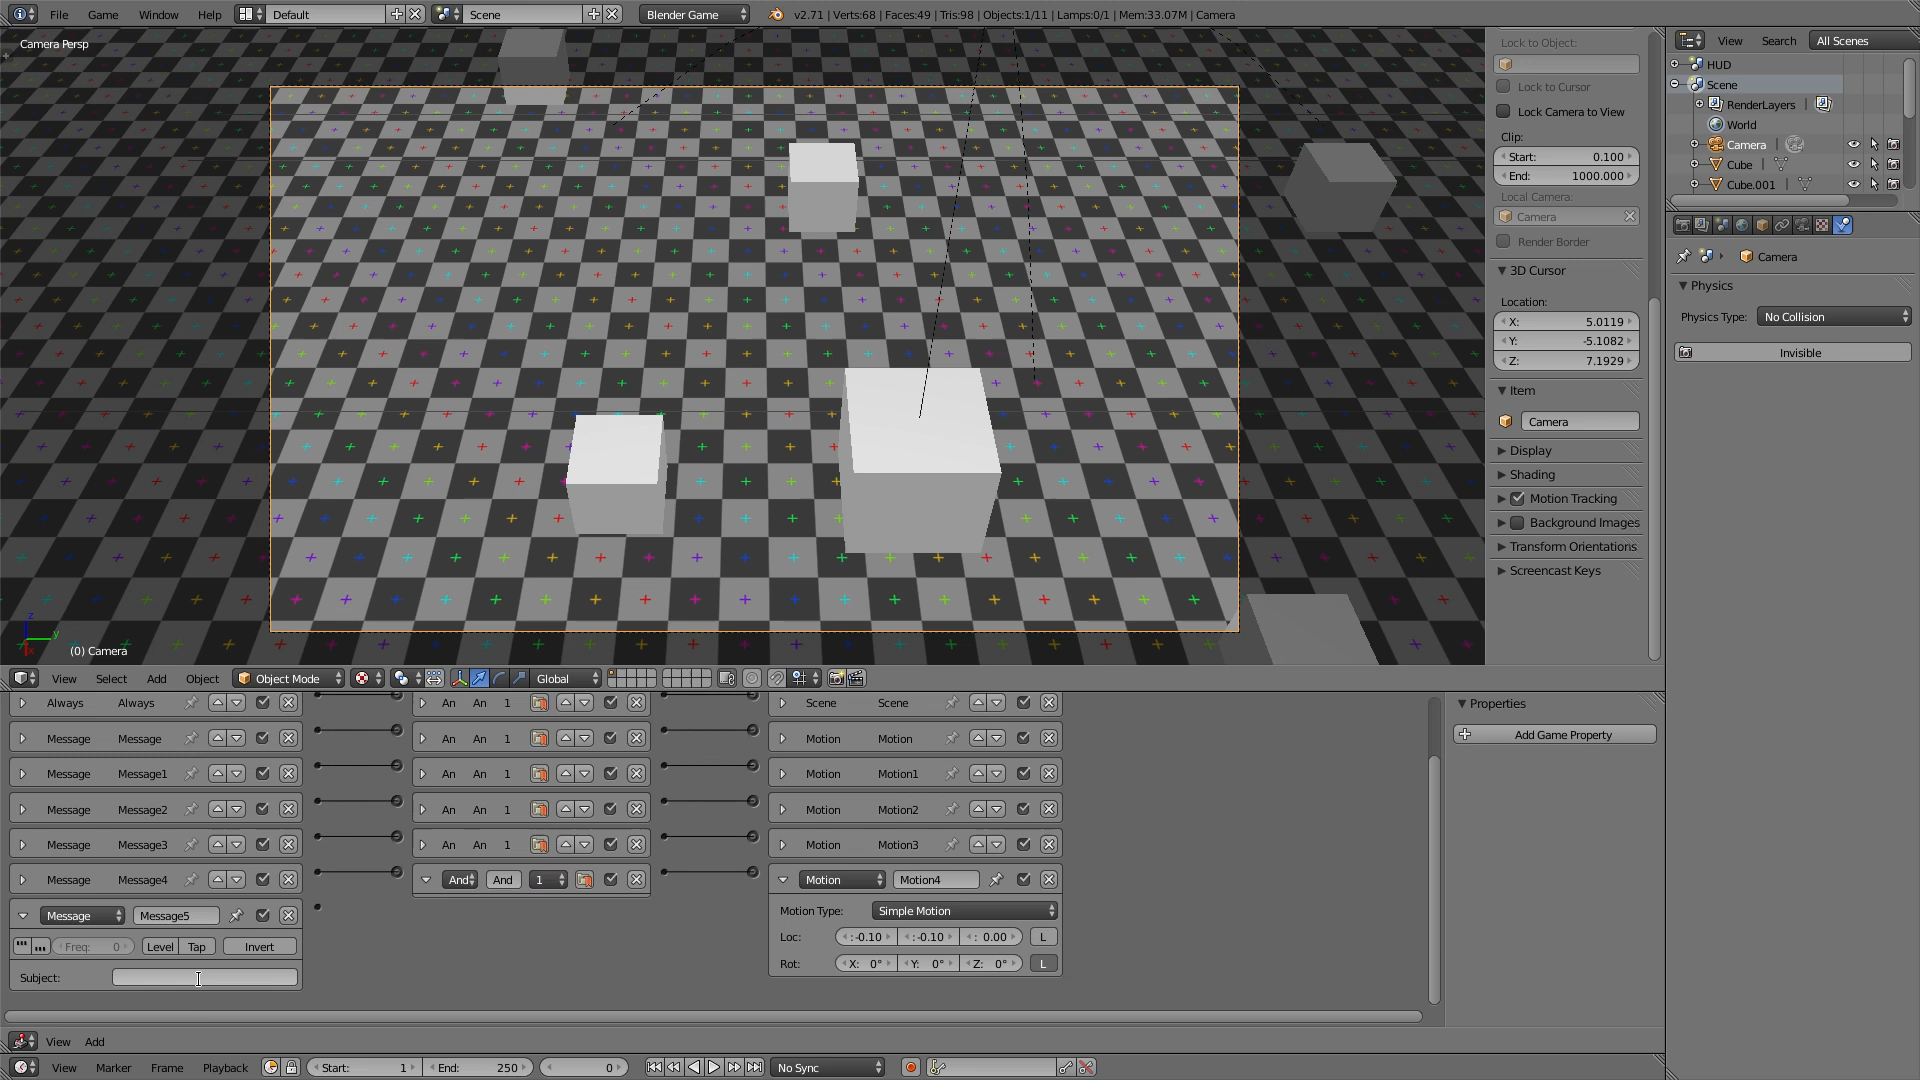 File Game Window Help Default Scene Blender Game v2.71 | Verts:68 | Faces:49 | Tris:98 | Objects:1/11 | Lamps:0/1 | Mem:33.07M | Camera
Camera Persp
(0) Camera
Lock to Object:
Lock to Cursor
Lock Camera to View
Clip:
Start: 0.100
End: 1000.000
Local Camera:
Camera
Render Border
3D Cursor
Location:
X: 5.0119
Y: -5.1082
Z: 7.1929
Item
Camera
Display
Shading
Motion Tracking
Background Images
Transform Orientations
Screencast Keys
View Search All Scenes
HUD
Scene
RenderLayers
World
Camera
Cube
Cube.001
Camera
Physics
Physics Type: No Collision
Invisible
z
y
x
View Select Add Object Object Mode Global
Always Always An An 1 Scene Scene
Message Message An An 1 Motion Motion
Message Message1 An An 1 Motion Motion1
Message Message2 An An 1 Motion Motion2
Message Message3 An An 1 Motion Motion3
Message Message4 And And 1 Motion Motion4
Message Message5
Freq: 0 Level Tap Invert
Subject:
Motion Type: Simple Motion
Loc: :-0.10 :-0.10 : 0.00 L
Rot: X: 0° Y: 0° Z: 0° L
Properties
Add Game Property
View Add
View Marker Frame Playback Start: 1 End: 250 0 No Sync